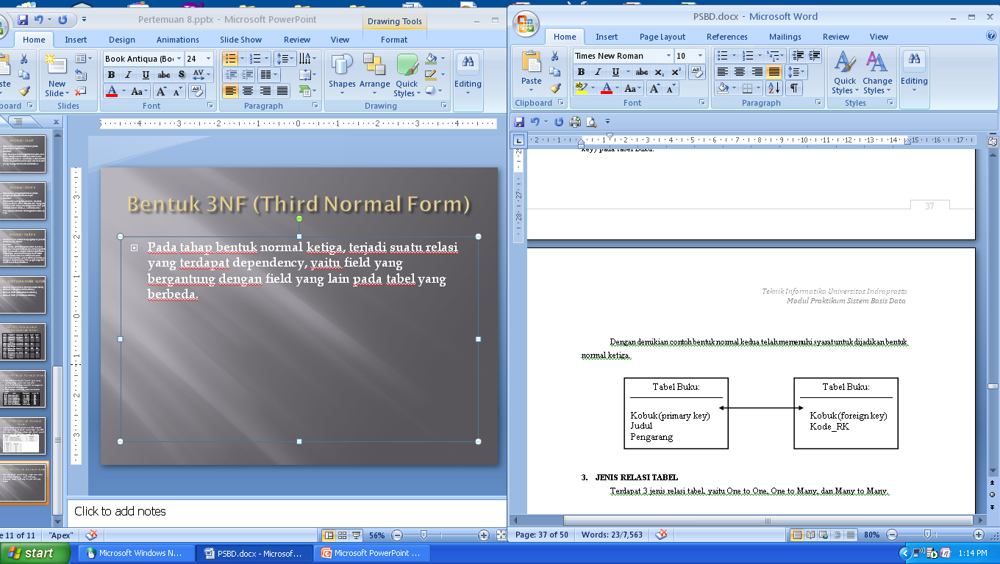 Pertemuan 8.pptx - Microsoft PowerPoint
Drawing Tools
Home Insert Design Animations Slide Show Review View Format
Book Antiqua (Bo 24
New Slide
Shapes Arrange Quick Styles
Editing
Slides Font Paragraph Drawing
Bentuk 3NF (Third Normal Form)
Pada tahap bentuk normal ketiga, terjadi suatu relasi
yang terdapat dependency, yaitu field yang
bergantung dengan field yang lain pada tabel yang
berbeda.
Click to add notes
11 of 11 "Apex" 56%
PSBD.docx - Microsoft Word
Home Insert Page Layout References Mailings Review View
Times New Roman 10
Paste
Quick Styles Change Styles
Editing
Clipboard Font Paragraph Styles
key) pada tabel Buku.
37
Teknik Informatika Universitas Indraprasta
Modul Praktikum Sistem Basis Data
Dengan demikian contoh bentuk normal kedua telah memenuhi syarat untuk dijadikan bentuk
normal ketiga.
Tabel Buku:
Kobuk (primary key)
Judul
Pengarang
Tabel Buku:
Kobuk (foreign key)
Kode_RK
3. JENIS RELASI TABEL
Terdapat 3 jenis relasi tabel, yaitu One to One, One to Many, dan Many to Many.
Page: 37 of 50 Words: 23/7,563 80%
start
Microsoft Windows N...
PSBD.docx - Microsof...
Microsoft PowerPoint ...
1:14 PM